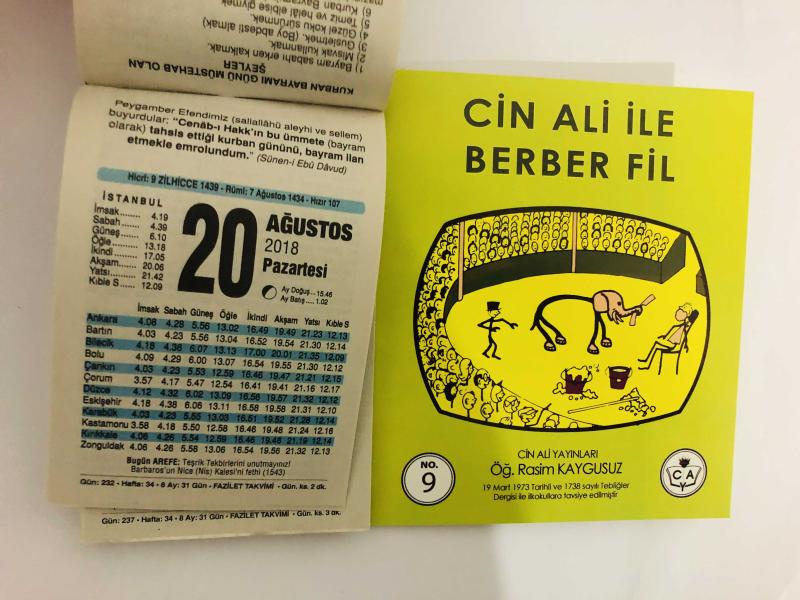 KURBAN BAYRAMI GÜNÜ MÜSTEHAB OLAN
ŞEYLER
1) Bayram sabahı erken kalkmak.
2) Misvak kullanmak.
3) Gusletmek. (Boy abdesti almak)
4) Güzel koku sürünmek.
5) Temiz ve helâl elbise giymek
6) Kurban Bayramı
Peygamber Efendimiz (sallallâhü aleyhi ve sellem)
buyurdular: "Cenâb-ı Hakk'ın bu ümmete (bayram
olarak) tahsis ettiği kurban gününü, bayram ilan
etmekle emrolundum." (Sünen-i Ebû Dâvud)
Hicrî: 9 ZİLHİCCE 1439 - Rûmî: 7 Ağustos 1434 - Hızır 107
İSTANBUL
İmsak....... 4.19
Sabah....... 4.39
Güneş....... 6.10
Öğle........ 13.18
İkindi...... 17.05
Akşam...... 20.06
Yatsı........ 21.42
Kıble S..... 12.09
20
AĞUSTOS
2018
Pazartesi
Ay Doğuş... 15.46
Ay Batış..... 1.02
İmsak Sabah Güneş Öğle İkindi Akşam Yatsı Kıble S
Ankara 4.06 4.28 5.56 13.02 16.49 19.49 21.23 12.13
Bartın 4.03 4.23 5.56 13.04 16.52 19.54 21.30 12.14
Bilecik 4.18 4.38 6.07 13.13 17.00 20.01 21.35 12.09
Bolu 4.09 4.29 6.00 13.07 16.54 19.55 21.30 12.12
Çankırı 4.03 4.23 5.53 12.59 16.46 19.47 21.21 12.15
Çorum 3.57 4.17 5.47 12.54 16.41 19.41 21.16 12.17
Düzce 4.12 4.32 6.02 13.09 16.56 19.57 21.32 12.12
Eskişehir 4.18 4.38 6.06 13.11 16.58 19.58 21.31 12.10
Karabük 4.03 4.23 5.55 13.03 16.51 19.52 21.28 12.14
Kastamonu 3.58 4.18 5.50 12.58 16.46 19.48 21.24 12.16
Kırıkkale 4.06 4.26 5.54 12.59 16.46 19.46 21.19 12.14
Zonguldak 4.06 4.26 5.58 13.06 16.54 19.56 21.32 12.13
Bugün AREFE: Teşrik Tekbirlerini unutmayınız!
Barbaros'un Nice (Nis) Kalesi'ni fethi (1543)
Gün: 232 • Hafta: 34 • 8 Ay: 31 Gün • FAZİLET TAKVİMİ • Gün. ks. 2 dk.
Gün: 237 • Hafta: 34 • 8 Ay: 31 Gün • FAZİLET TAKVİMİ • Gün. ks. 3 dk.
CİN ALİ İLE
BERBER FİL
NO.
9
CİN ALİ YAYINLARI
Öğ. Rasim KAYGUSUZ
19 Mart 1973 Tarihli ve 1738 sayılı Tebliğler
Dergisi ile ilkokullara tavsiye edilmiştir
C A